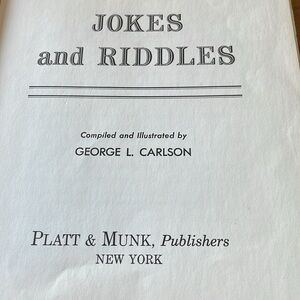 JOKES
and RIDDLES
Compiled and Illustrated by
GEORGE L. CARLSON
PLATT & MUNK, Publishers
NEW YORK